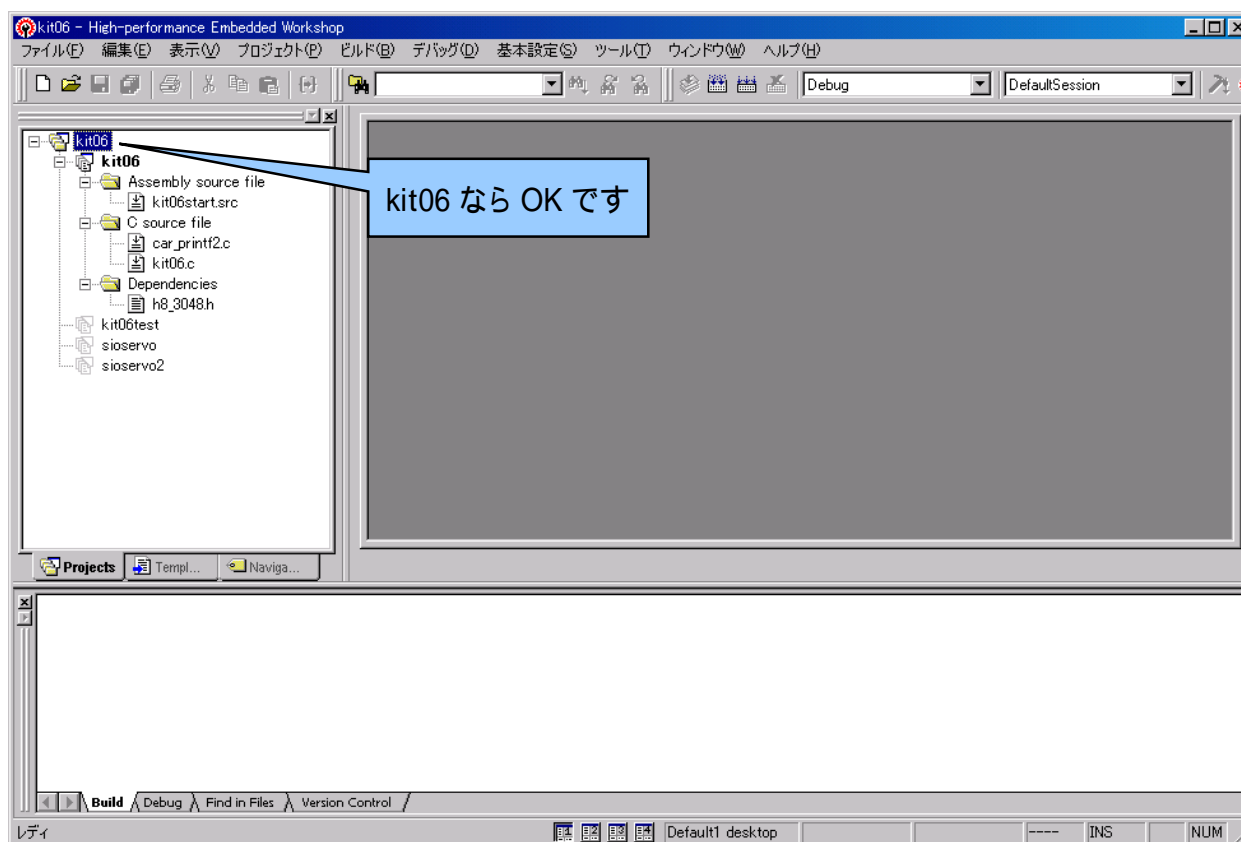 kit06 - High-performance Embedded Workshop
ファイル(F) 編集(E) 表示(V) プロジェクト(P) ビルド(B) デバッグ(D) 基本設定(S) ツール(T) ウィンドウ(W) ヘルプ(H)
Debug DefaultSession
kit06
kit06
Assembly source file
kit06start.src
C source file
car_printf2.c
kit06.c
Dependencies
h8_3048.h
kit06test
sioservo
sioservo2
kit06 なら OK です
Projects Templ... Naviga...
Build Debug Find in Files Version Control
レディ Default1 desktop ---- INS NUM